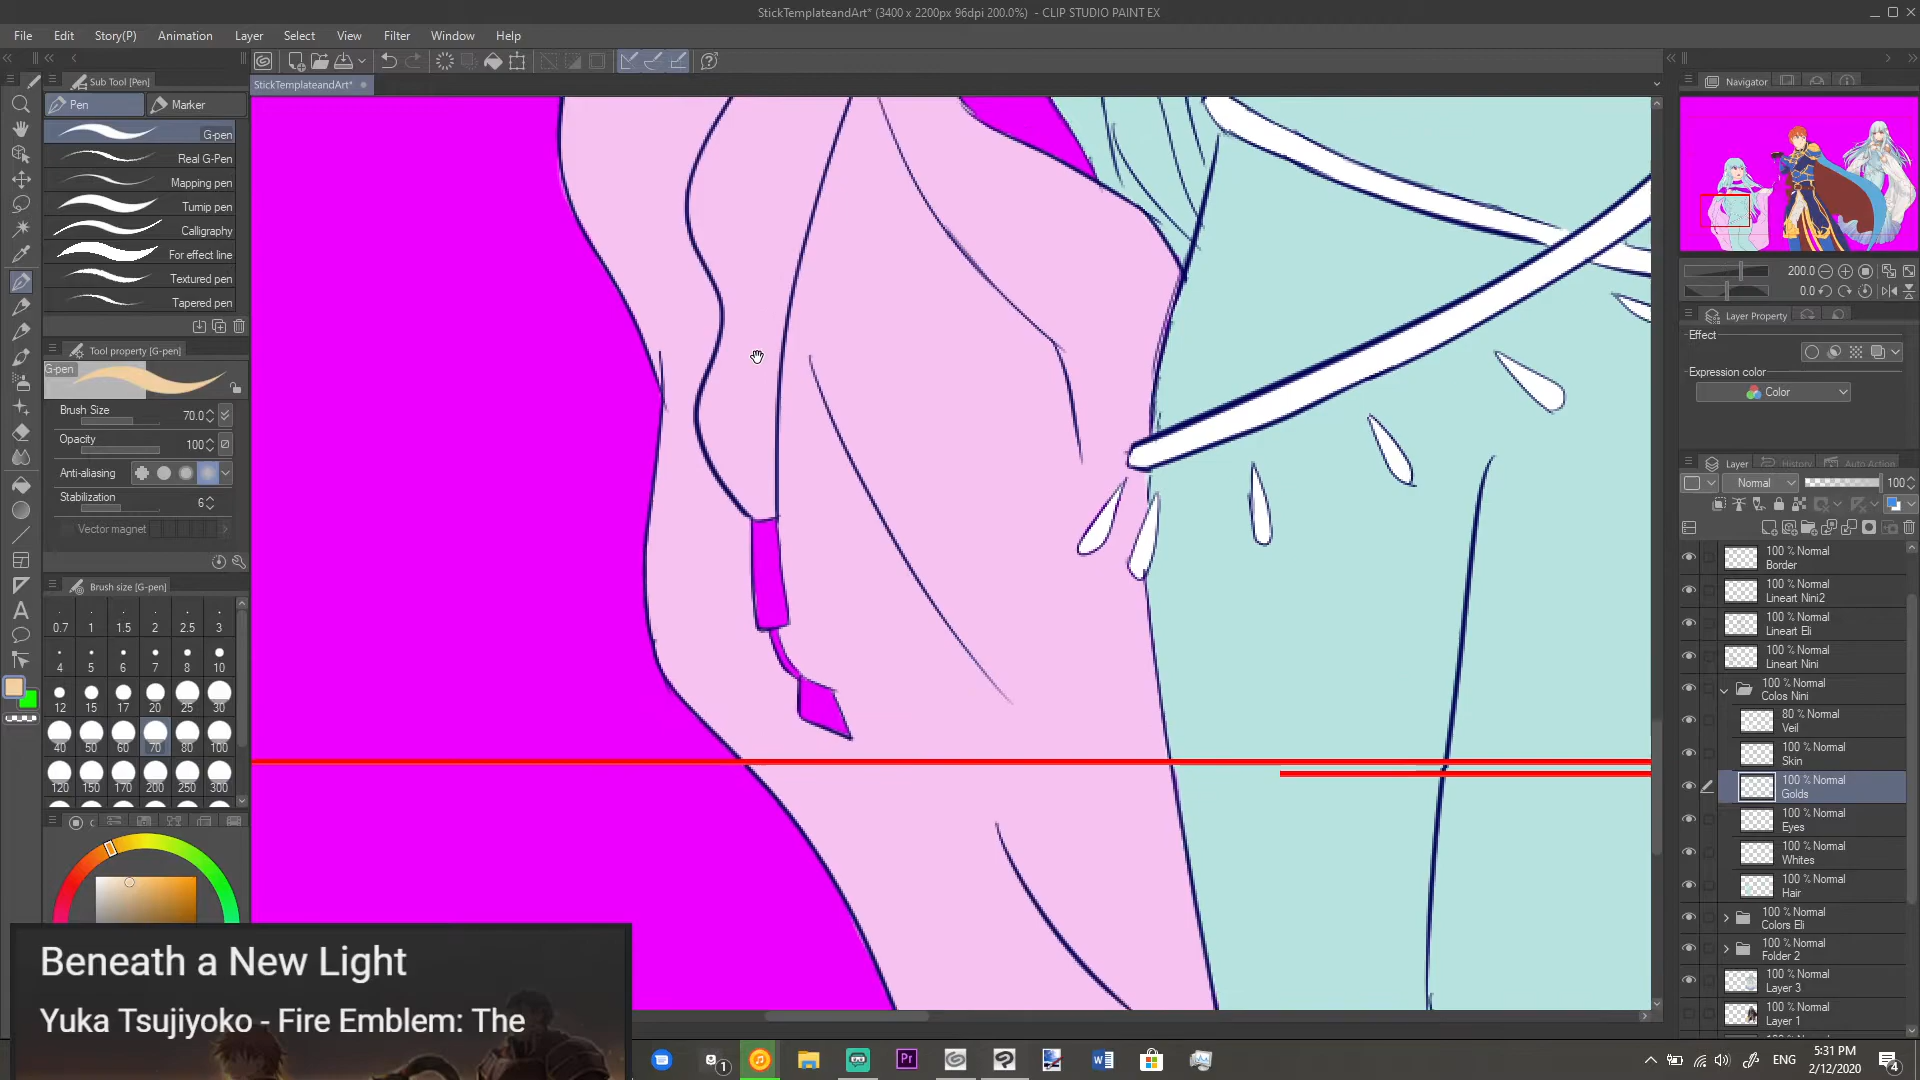 StickTemplateandArt* (3400 x 2200px 96dpi 200.0%) - CLIP STUDIO PAINT EX
File Edit Story(P) Animation Layer Select View Filter Window Help
Sub Tool [Pen]
Pen
Marker
G-pen
Real G-Pen
Mapping pen
Turnip pen
Calligraphy
For effect line
Textured pen
Tapered pen
Tool property [G-pen]
G-pen
Brush Size 70.0
Opacity 100
Anti-aliasing
Stabilization 6
Vector magnet
Brush size [G-pen]
0.7 1 1.5 2 2.5 3
4 5 6 7 8 10
12 15 17 20 25 30
40 50 60 70 80 100
120 150 170 200 250 300
StickTemplateandArt*
Navigator
200.0
0.0
Layer Property
Effect
Expression color
Color
Layer History Auto Action
Normal 100
100 % Normal
Border
100 % Normal
Lineart Nini2
100 % Normal
Lineart Eli
100 % Normal
Lineart Nini
100 % Normal
Colos Nini
80 % Normal
Veil
100 % Normal
Skin
100 % Normal
Golds
100 % Normal
Eyes
100 % Normal
Whites
100 % Normal
Hair
100 % Normal
Colors Eli
100 % Normal
Folder 2
100 % Normal
Layer 3
100 % Normal
Layer 1
Beneath a New Light
Yuka Tsujiyoko - Fire Emblem: The
1
Pr
ENG
5:31 PM
2/12/2020
4